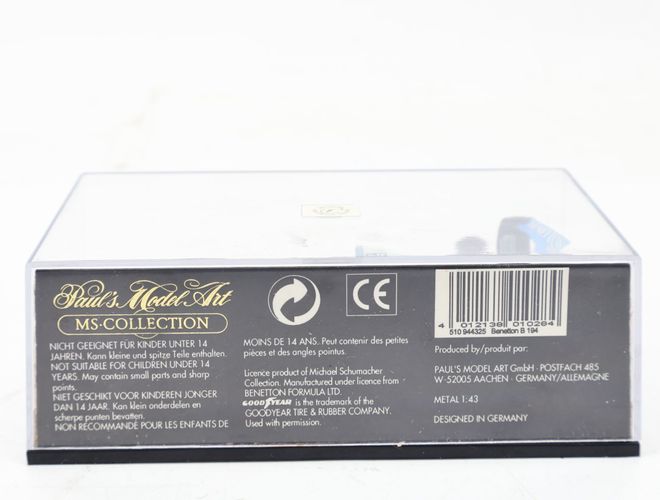 Paul's Model Art
MS·COLLECTION
NICHT GEEIGNET FÜR KINDER UNTER 14
JAHREN. Kann kleine und spitze Teile enthalten.
NOT SUITABLE FOR CHILDREN UNDER 14
YEARS. May contain small parts and sharp
points.
NIET GESCHIKT VOOR KINDEREN JONGER
DAN 14 JAAR. Kan klein onderdelen en
scherpe punten bevatten.
NON RECOMMANDÉ POUR LES ENFANTS DE
MOINS DE 14 ANS. Peut contenir des petites
pièces et des angles pointus.
Licence product of Michael Schumacher
Collection. Manufactured under licence from
BENETTON FORMULA LTD.
GOODYEAR is the trademark of the
GOODYEAR TIRE & RUBBER COMPANY.
Used with permission.
CE
4 012138 010284
510 944325 Benetton B 194
Produced by/produit par:
PAUL'S MODEL ART GmbH · POSTFACH 485
W-52005 AACHEN · GERMANY/ALLEMAGNE
METAL 1:43
DESIGNED IN GERMANY